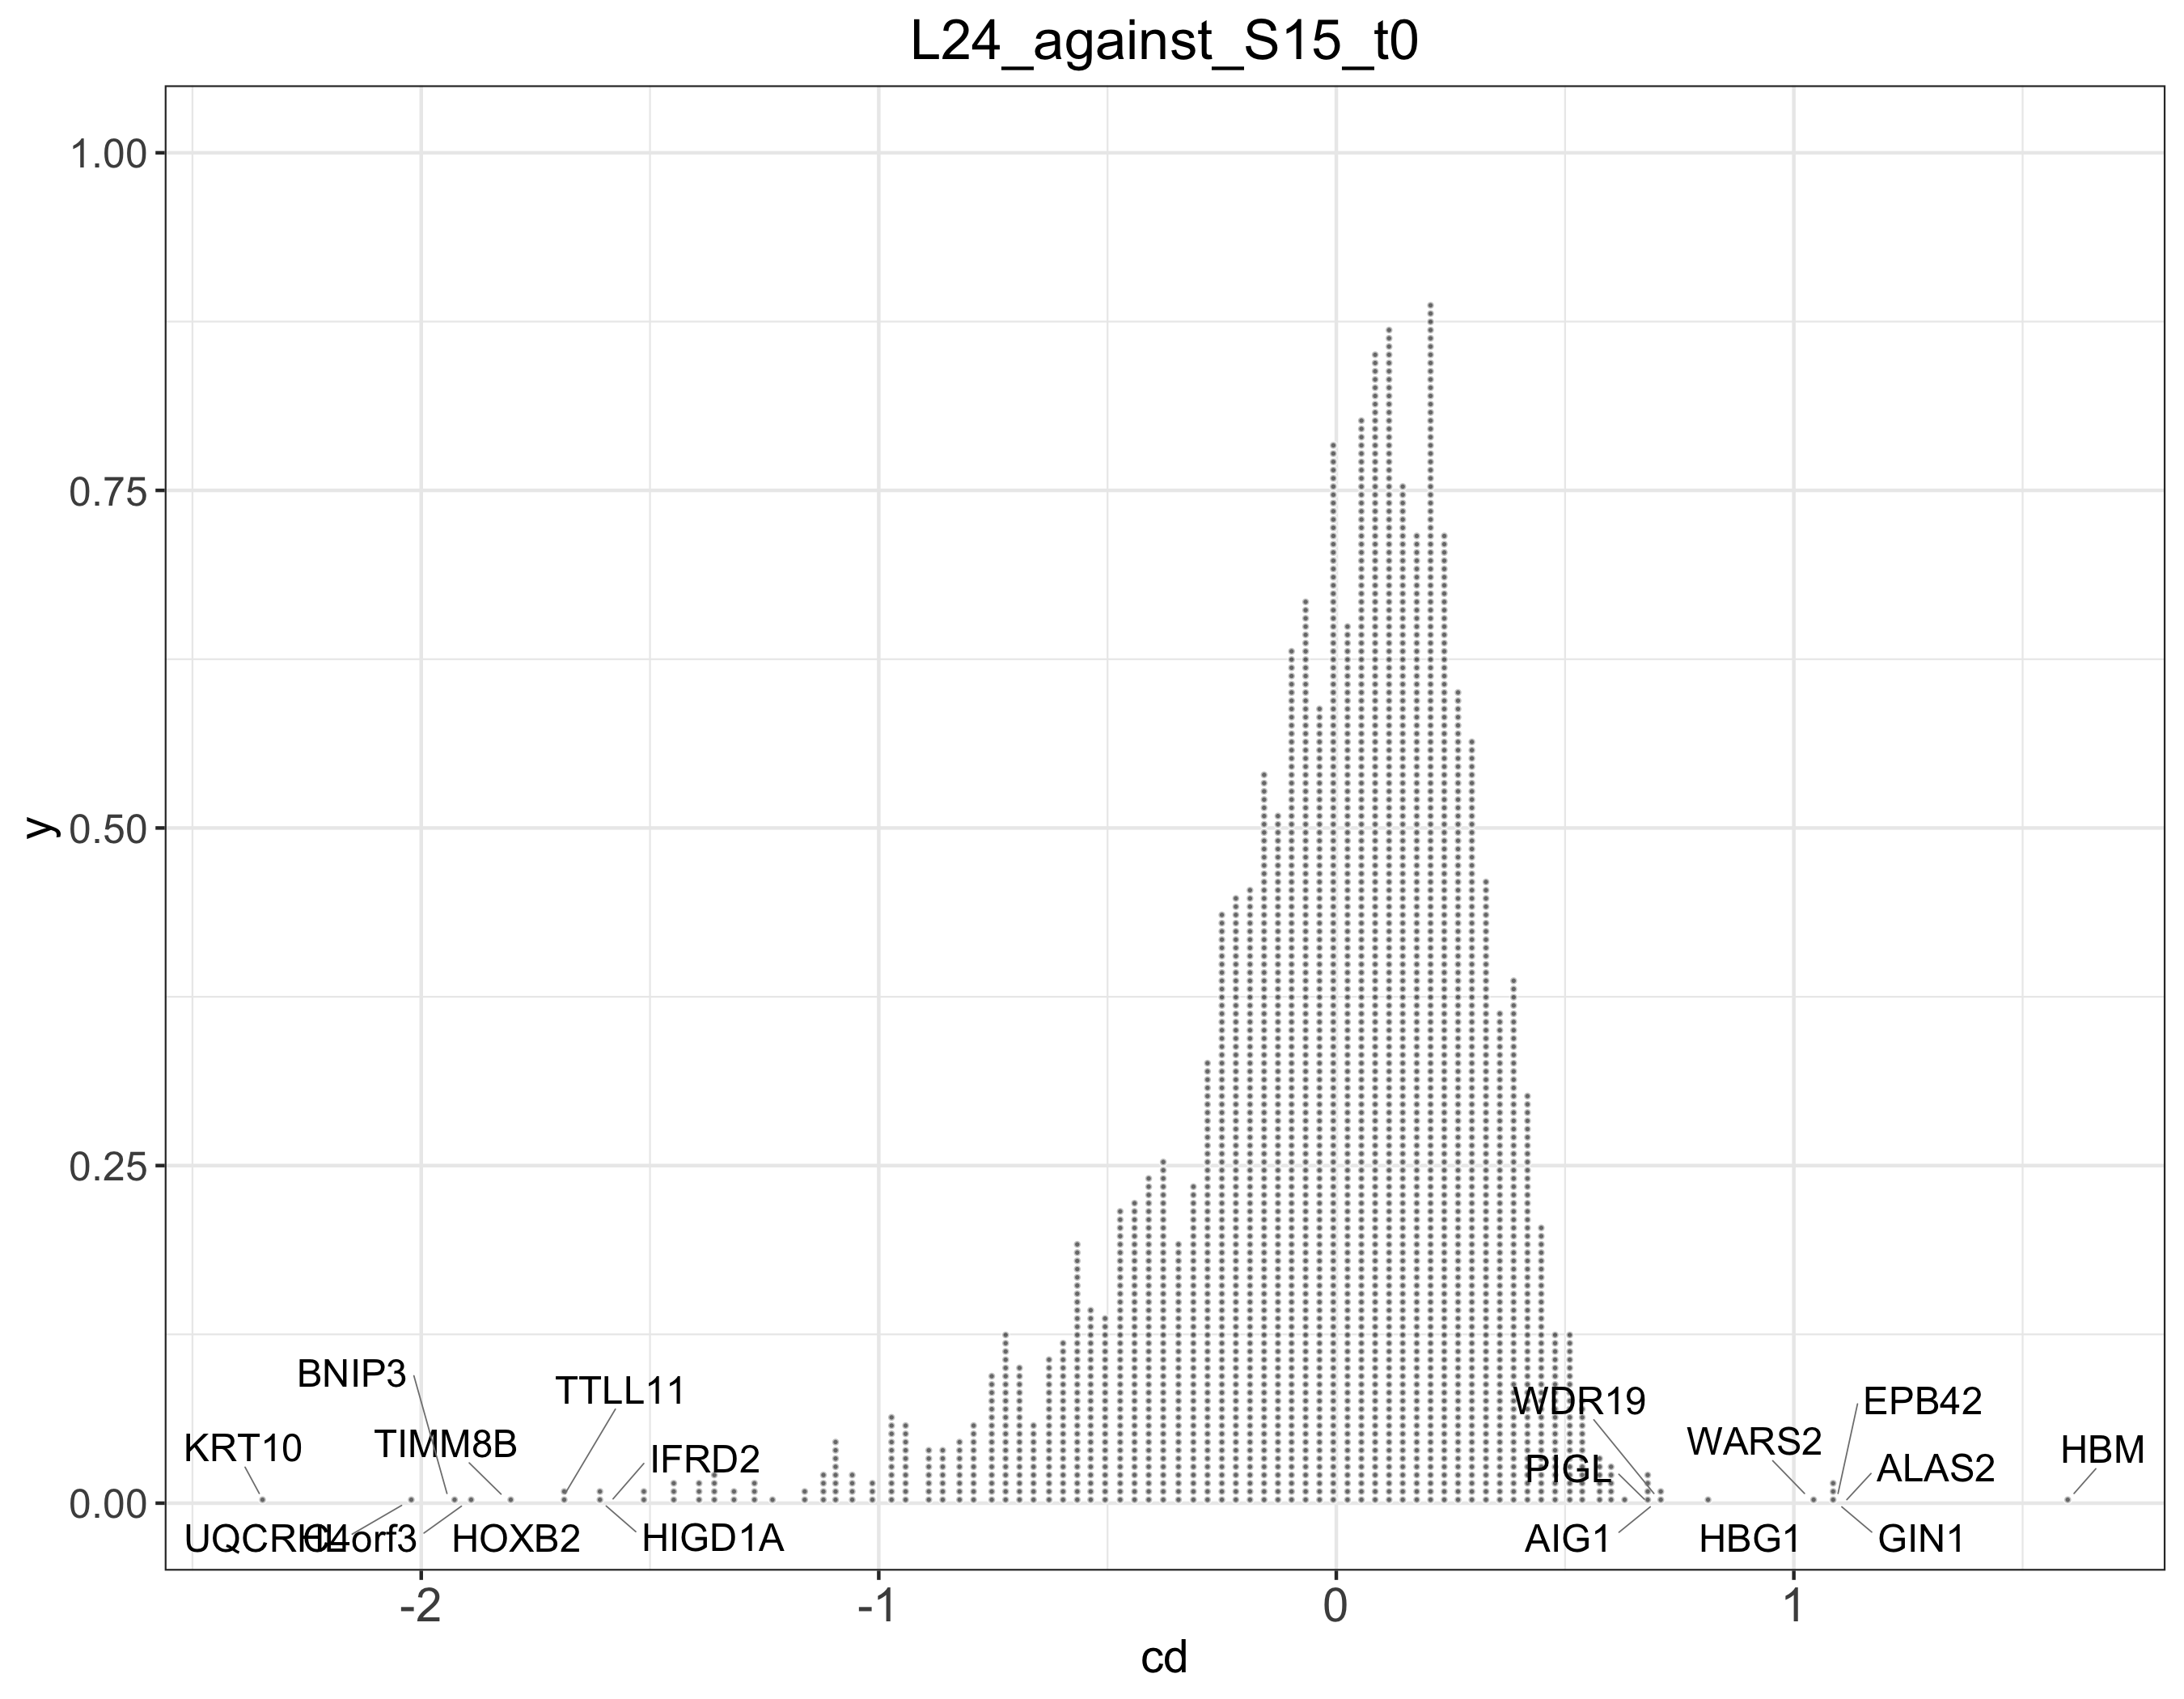 L24_against_S15_t0
1.00
0.75
0.50
0.25
0.00
y
BNIP3
TTLL11
WDR19
EPB42
KRT10
TIMM8B
IFRD2
WARS2
HBM
PIGL
ALAS2
HOXB2
HIGD1A
AIG1
HBG1
GIN1
-2
-1
0
1
cd